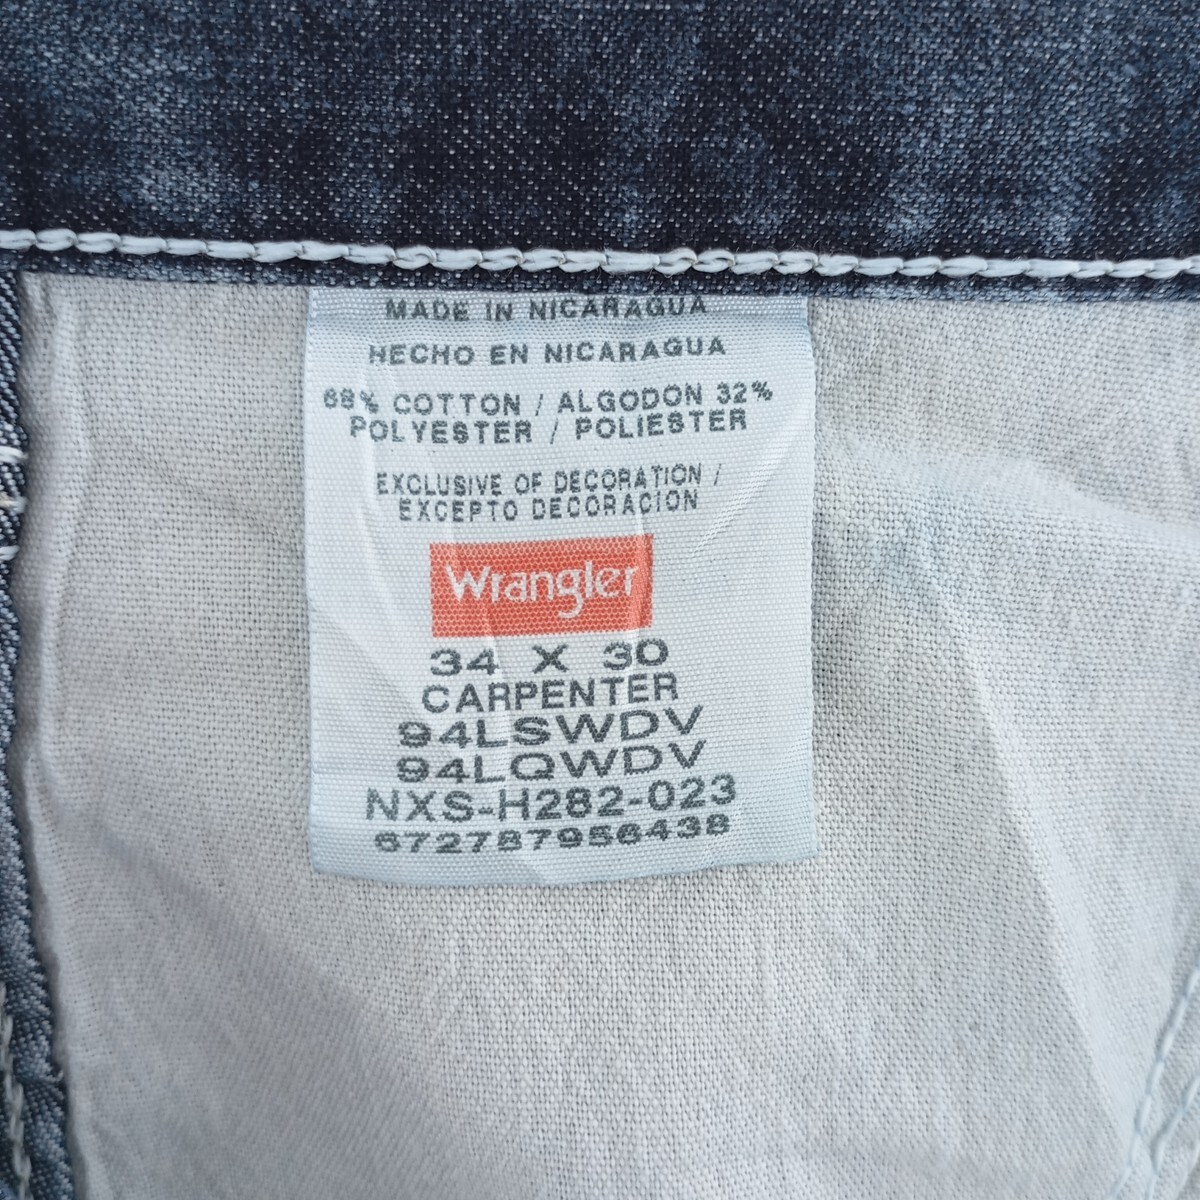 MADE IN NICARAGUA
HECHO EN NICARAGUA
68% COTTON / ALGODON 32%
POLYESTER / POLIESTER
EXCLUSIVE OF DECORATION /
EXCEPTO DECORACION
Wrangler
34 X 30
CARPENTER
94LSWDV
94LQWDV
NXS-H282-023
672787956438